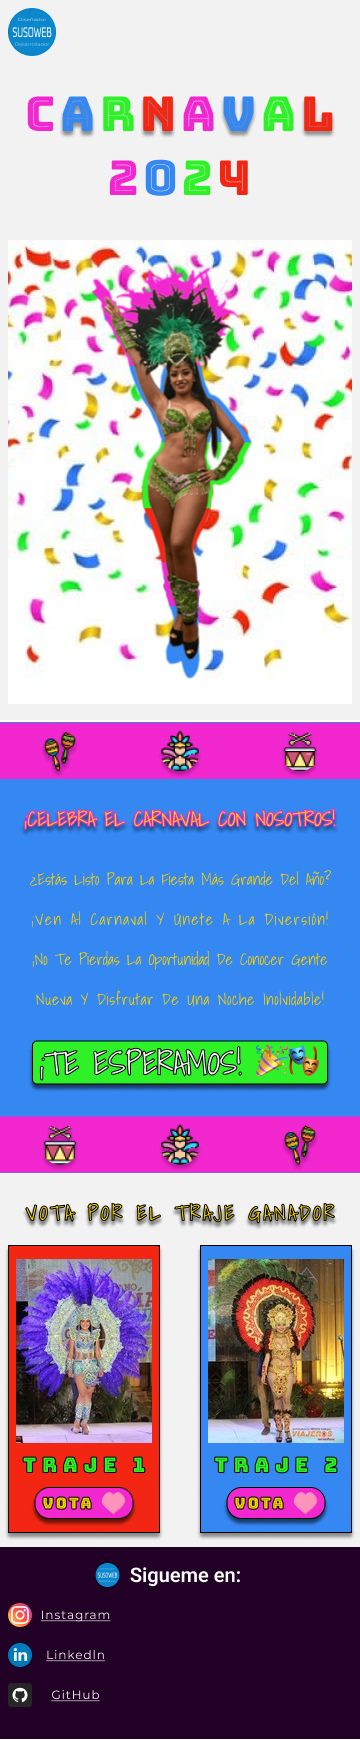 Diseñador
SUSOWEB
Desarrollador
CARNAVAL
2024
¡CELEBRA EL CARNAVAL CON NOSOTROS!
¿Estás Listo Para La Fiesta Más Grande Del Año?
¡Ven Al Carnaval Y Únete A La Diversión!
¡No Te Pierdas La Oportunidad De Conocer Gente
Nueva Y Disfrutar De Una Noche Inolvidable!
¡TE ESPERAMOS! 🎉🎭
VOTA POR EL TRAJE GANADOR
VIAJEROS
TRAJE 1
TRAJE 2
VOTA
VOTA
SUSOWEB
Sigueme en:
Instagram
LinkedIn
GitHub